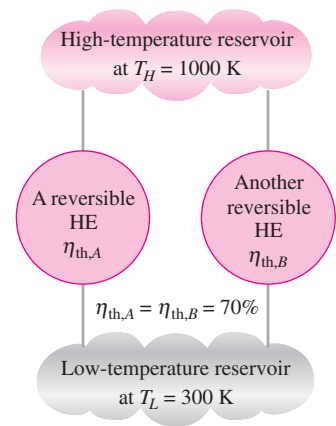 High-temperature reservoir
at T_H = 1000 K
A reversible
HE
η_th,A
Another
reversible
HE
η_th,B
η_th,A = η_th,B = 70%
Low-temperature reservoir
at T_L = 300 K